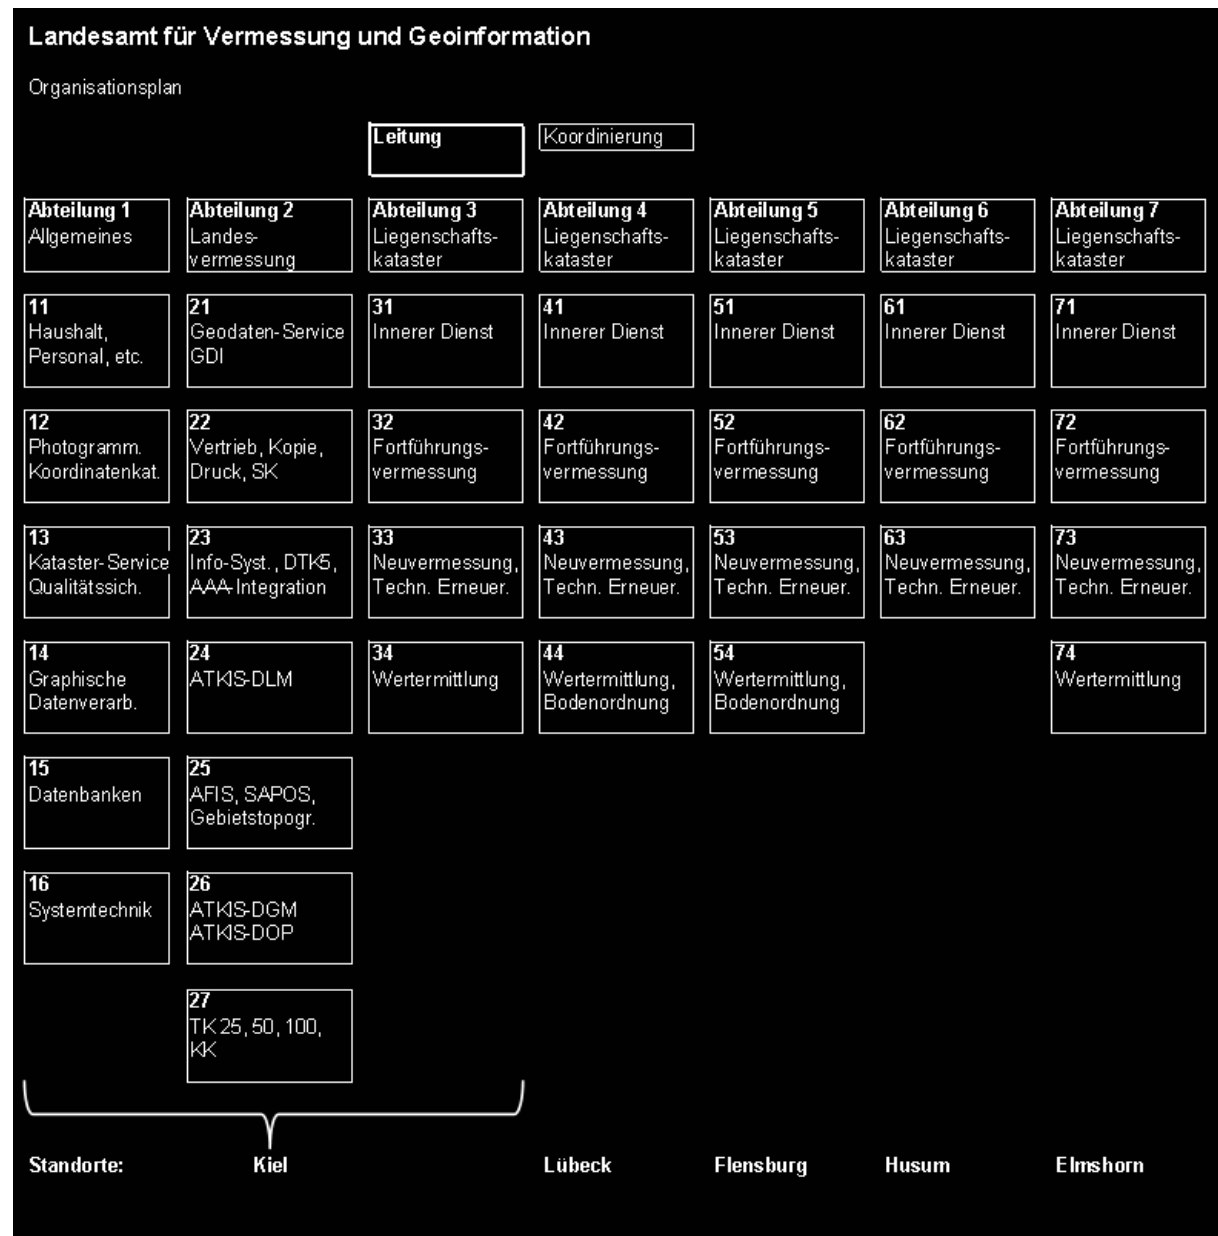 Landesamt für Vermessung und Geoinformation
Organisationsplan
Leitung
Koordinierung
Abteilung 1
Allgemeines
Abteilung 2
Landes-
vermessung
Abteilung 3
Liegenschafts-
kataster
Abteilung 4
Liegenschafts-
kataster
Abteilung 5
Liegenschafts-
kataster
Abteilung 6
Liegenschafts-
kataster
Abteilung 7
Liegenschafts-
kataster
11
Haushalt,
Personal, etc.
21
Geodaten-Service
GDI
31
Innerer Dienst
41
Innerer Dienst
51
Innerer Dienst
61
Innerer Dienst
71
Innerer Dienst
12
Photogramm.
Koordinatenkat.
22
Vertrieb, Kopie,
Druck, SK
32
Fortführungs-
vermessung
42
Fortführungs-
vermessung
52
Fortführungs-
vermessung
62
Fortführungs-
vermessung
72
Fortführungs-
vermessung
13
Kataster-Service
Qualitätssich.
23
Info-Syst., DTK5,
AAA-Integration
33
Neuvermessung,
Techn. Erneuer.
43
Neuvermessung,
Techn. Erneuer.
53
Neuvermessung,
Techn. Erneuer.
63
Neuvermessung,
Techn. Erneuer.
73
Neuvermessung,
Techn. Erneuer.
14
Graphische
Datenverarb.
24
ATKIS-DLM
34
Wertermittlung
44
Wertermittlung,
Bodenordnung
54
Wertermittlung,
Bodenordnung
74
Wertermittlung
15
Datenbanken
25
AFIS, SAPOS,
Gebietstopogr.
16
Systemtechnik
26
ATKIS-DGM
ATKIS-DOP
27
TK 25, 50, 100,
KK
Standorte:
Kiel
Lübeck
Flensburg
Husum
Elmshorn